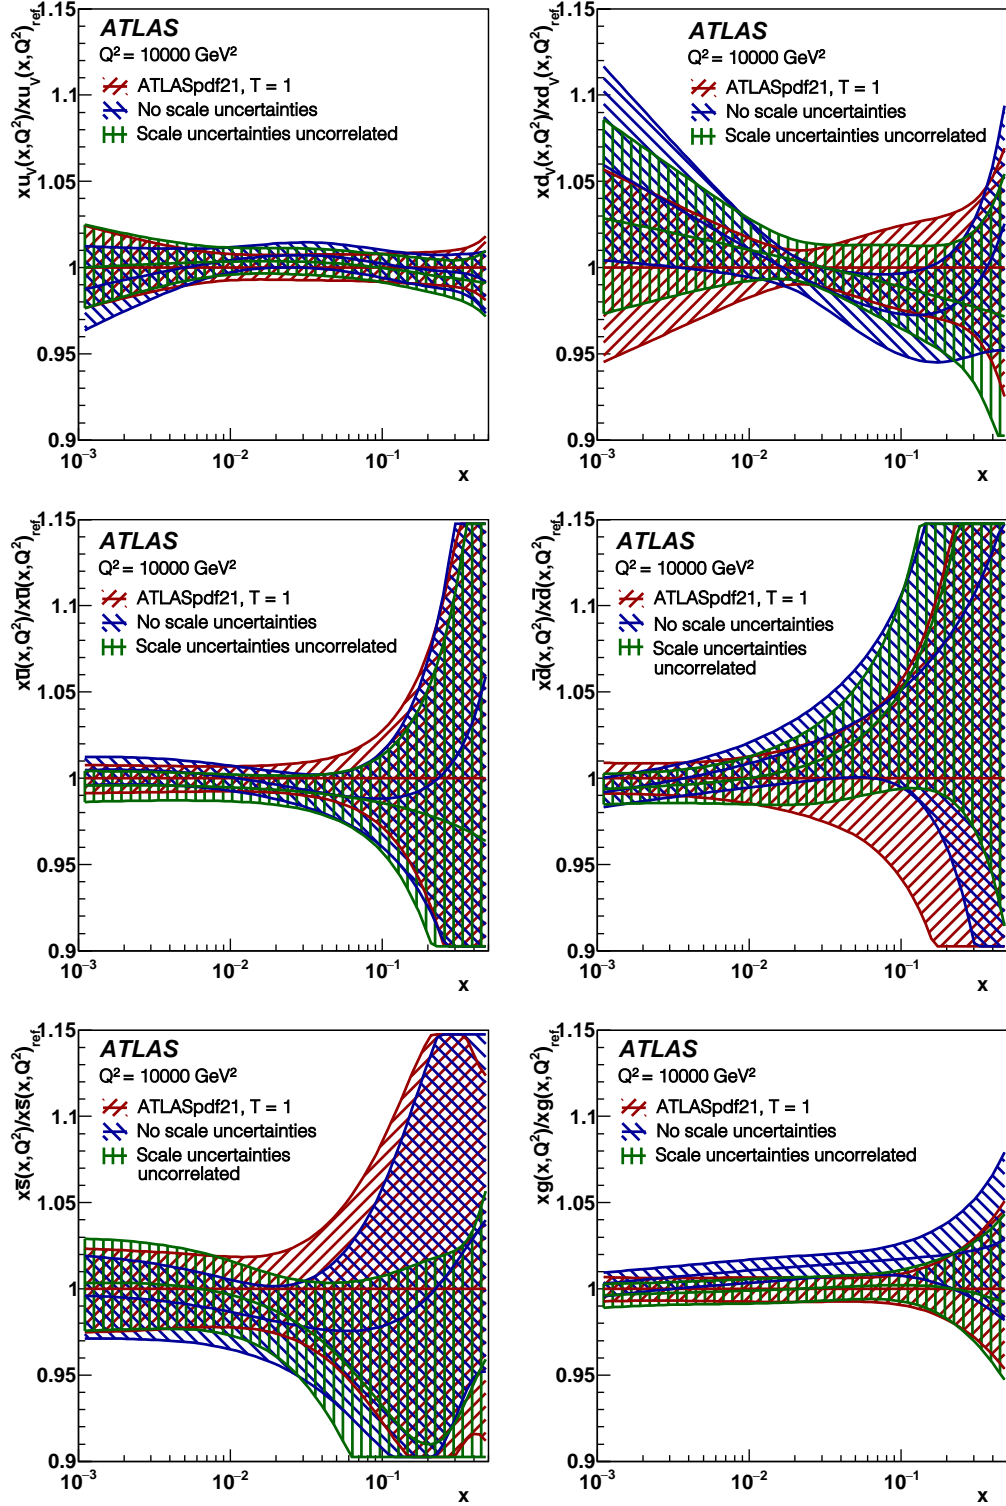 xu_V(x,Q²)/xu_V(x,Q²)_ref
1.15
1.1
1.05
1
0.95
0.9
ATLAS
Q² = 10000 GeV²
ATLASpdf21, T = 1
No scale uncertainties
Scale uncertainties uncorrelated
10⁻³
10⁻²
10⁻¹
x
xd_V(x,Q²)/xd_V(x,Q²)_ref
1.15
1.1
1.05
1
0.95
0.9
ATLAS
Q² = 10000 GeV²
ATLASpdf21, T = 1
No scale uncertainties
Scale uncertainties uncorrelated
10⁻³
10⁻²
10⁻¹
x
xu̅(x,Q²)/xu̅(x,Q²)_ref
1.15
1.1
1.05
1
0.95
0.9
ATLAS
Q² = 10000 GeV²
ATLASpdf21, T = 1
No scale uncertainties
Scale uncertainties uncorrelated
10⁻³
10⁻²
10⁻¹
x
xd̅(x,Q²)/xd̅(x,Q²)_ref
1.15
1.1
1.05
1
0.95
0.9
ATLAS
Q² = 10000 GeV²
ATLASpdf21, T = 1
No scale uncertainties
Scale uncertainties
uncorrelated
10⁻³
10⁻²
10⁻¹
x
xs̅(x,Q²)/xs̅(x,Q²)_ref
1.15
1.1
1.05
1
0.95
0.9
ATLAS
Q² = 10000 GeV²
ATLASpdf21, T = 1
No scale uncertainties
Scale uncertainties
uncorrelated
10⁻³
10⁻²
10⁻¹
x
xg(x,Q²)/xg(x,Q²)_ref
1.15
1.1
1.05
1
0.95
0.9
ATLAS
Q² = 10000 GeV²
ATLASpdf21, T = 1
No scale uncertainties
Scale uncertainties uncorrelated
10⁻³
10⁻²
10⁻¹
x